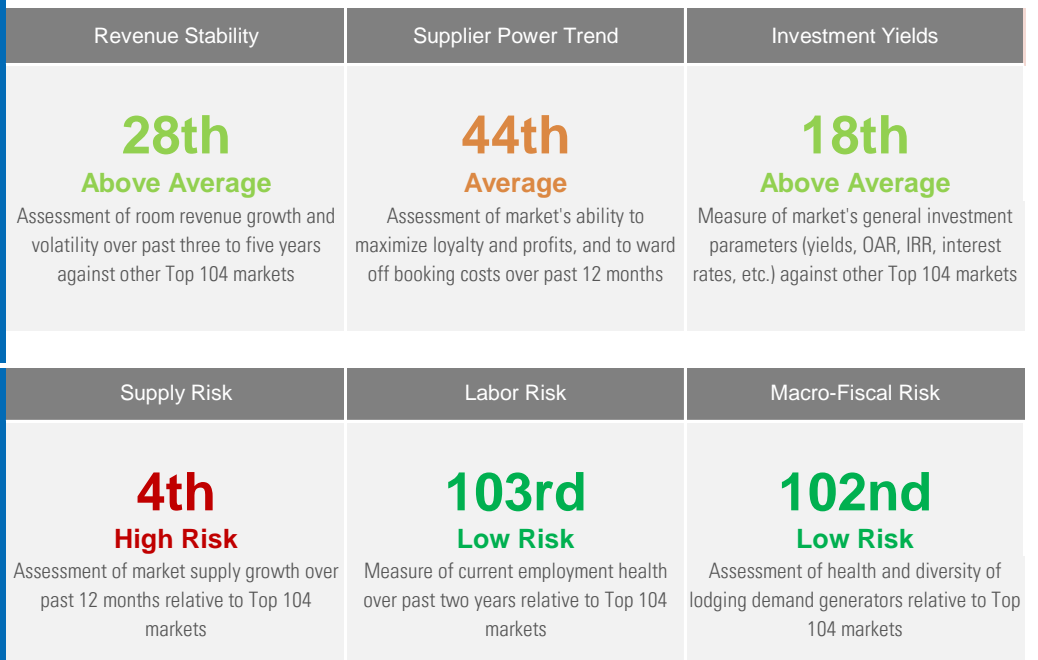 Revenue Stability
Supplier Power Trend
Investment Yields
28th
Above Average
Assessment of room revenue growth and
volatility over past three to five years
against other Top 104 markets
44th
Average
Assessment of market's ability to
maximize loyalty and profits, and to ward
off booking costs over past 12 months
18th
Above Average
Measure of market's general investment
parameters (yields, OAR, IRR, interest
rates, etc.) against other Top 104 markets
Supply Risk
Labor Risk
Macro-Fiscal Risk
4th
High Risk
Assessment of market supply growth over
past 12 months relative to Top 104
markets
103rd
Low Risk
Measure of current employment health
over past two years relative to Top 104
markets
102nd
Low Risk
Assessment of health and diversity of
lodging demand generators relative to Top
104 markets